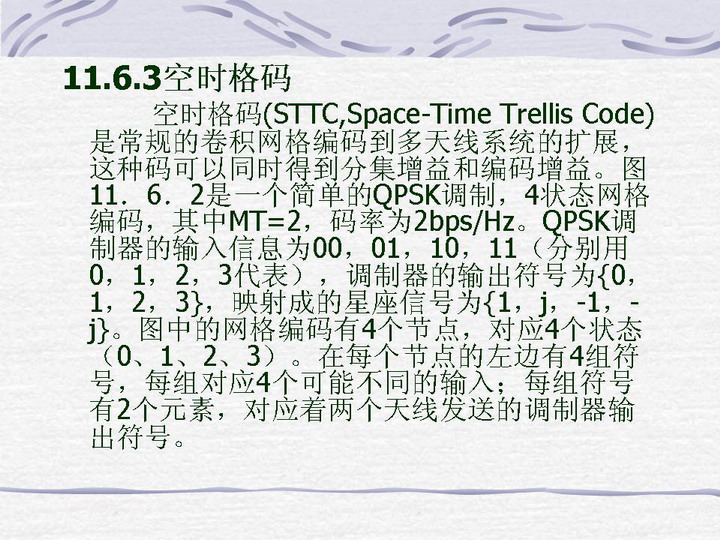 11.6.3空时格码
空时格码(STTC,Space-Time Trellis Code)
是常规的卷积网格编码到多天线系统的扩展，
这种码可以同时得到分集增益和编码增益。图
11．6．2是一个简单的QPSK调制，4状态网格
编码，其中MT=2，码率为2bps/Hz。QPSK调
制器的输入信息为00，01，10，11（分别用
0，1，2，3代表），调制器的输出符号为{0，
1，2，3}，映射成的星座信号为{1，j，-1，-
j}。图中的网格编码有4个节点，对应4个状态
（0、1、2、3）。在每个节点的左边有4组符
号，每组对应4个可能不同的输入；每组符号
有2个元素，对应着两个天线发送的调制器输
出符号。